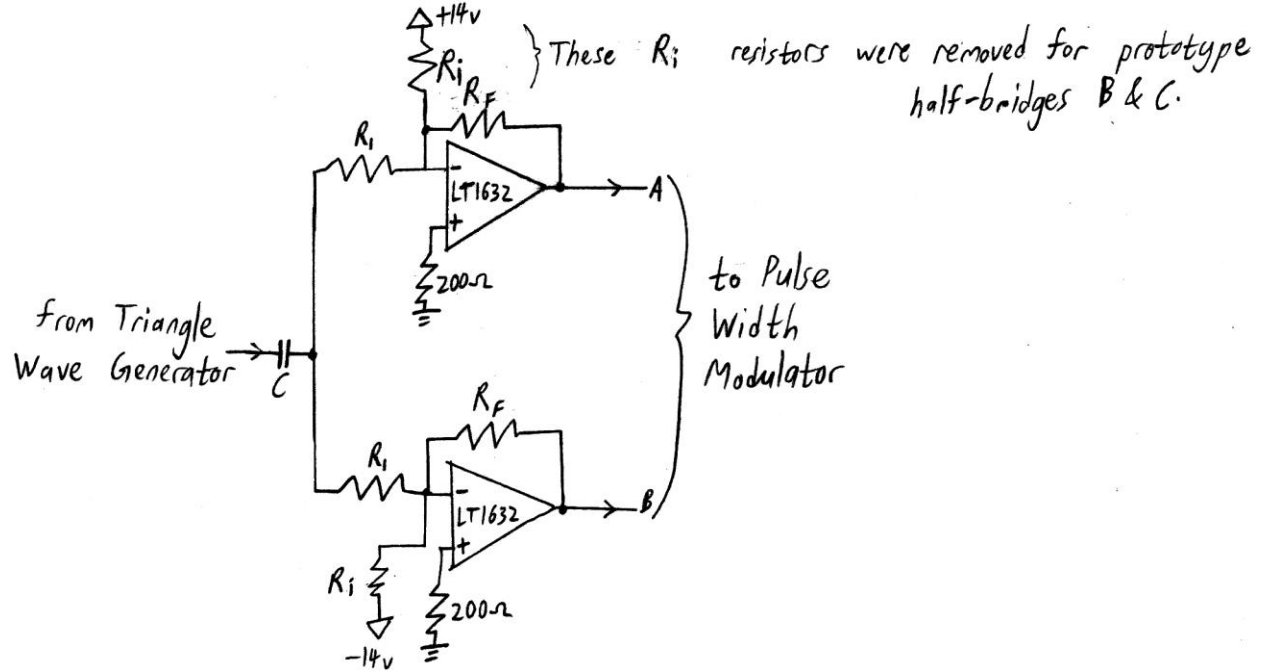 +14v
Ri
} These Ri resistors were removed for prototype
half-bridges B & C.
RF
R1
-
LT1632
+
A
200Ω
from Triangle
Wave Generator
C
to Pulse
Width
Modulator
RF
R1
-
LT1632
+
B
Ri
200Ω
-14v